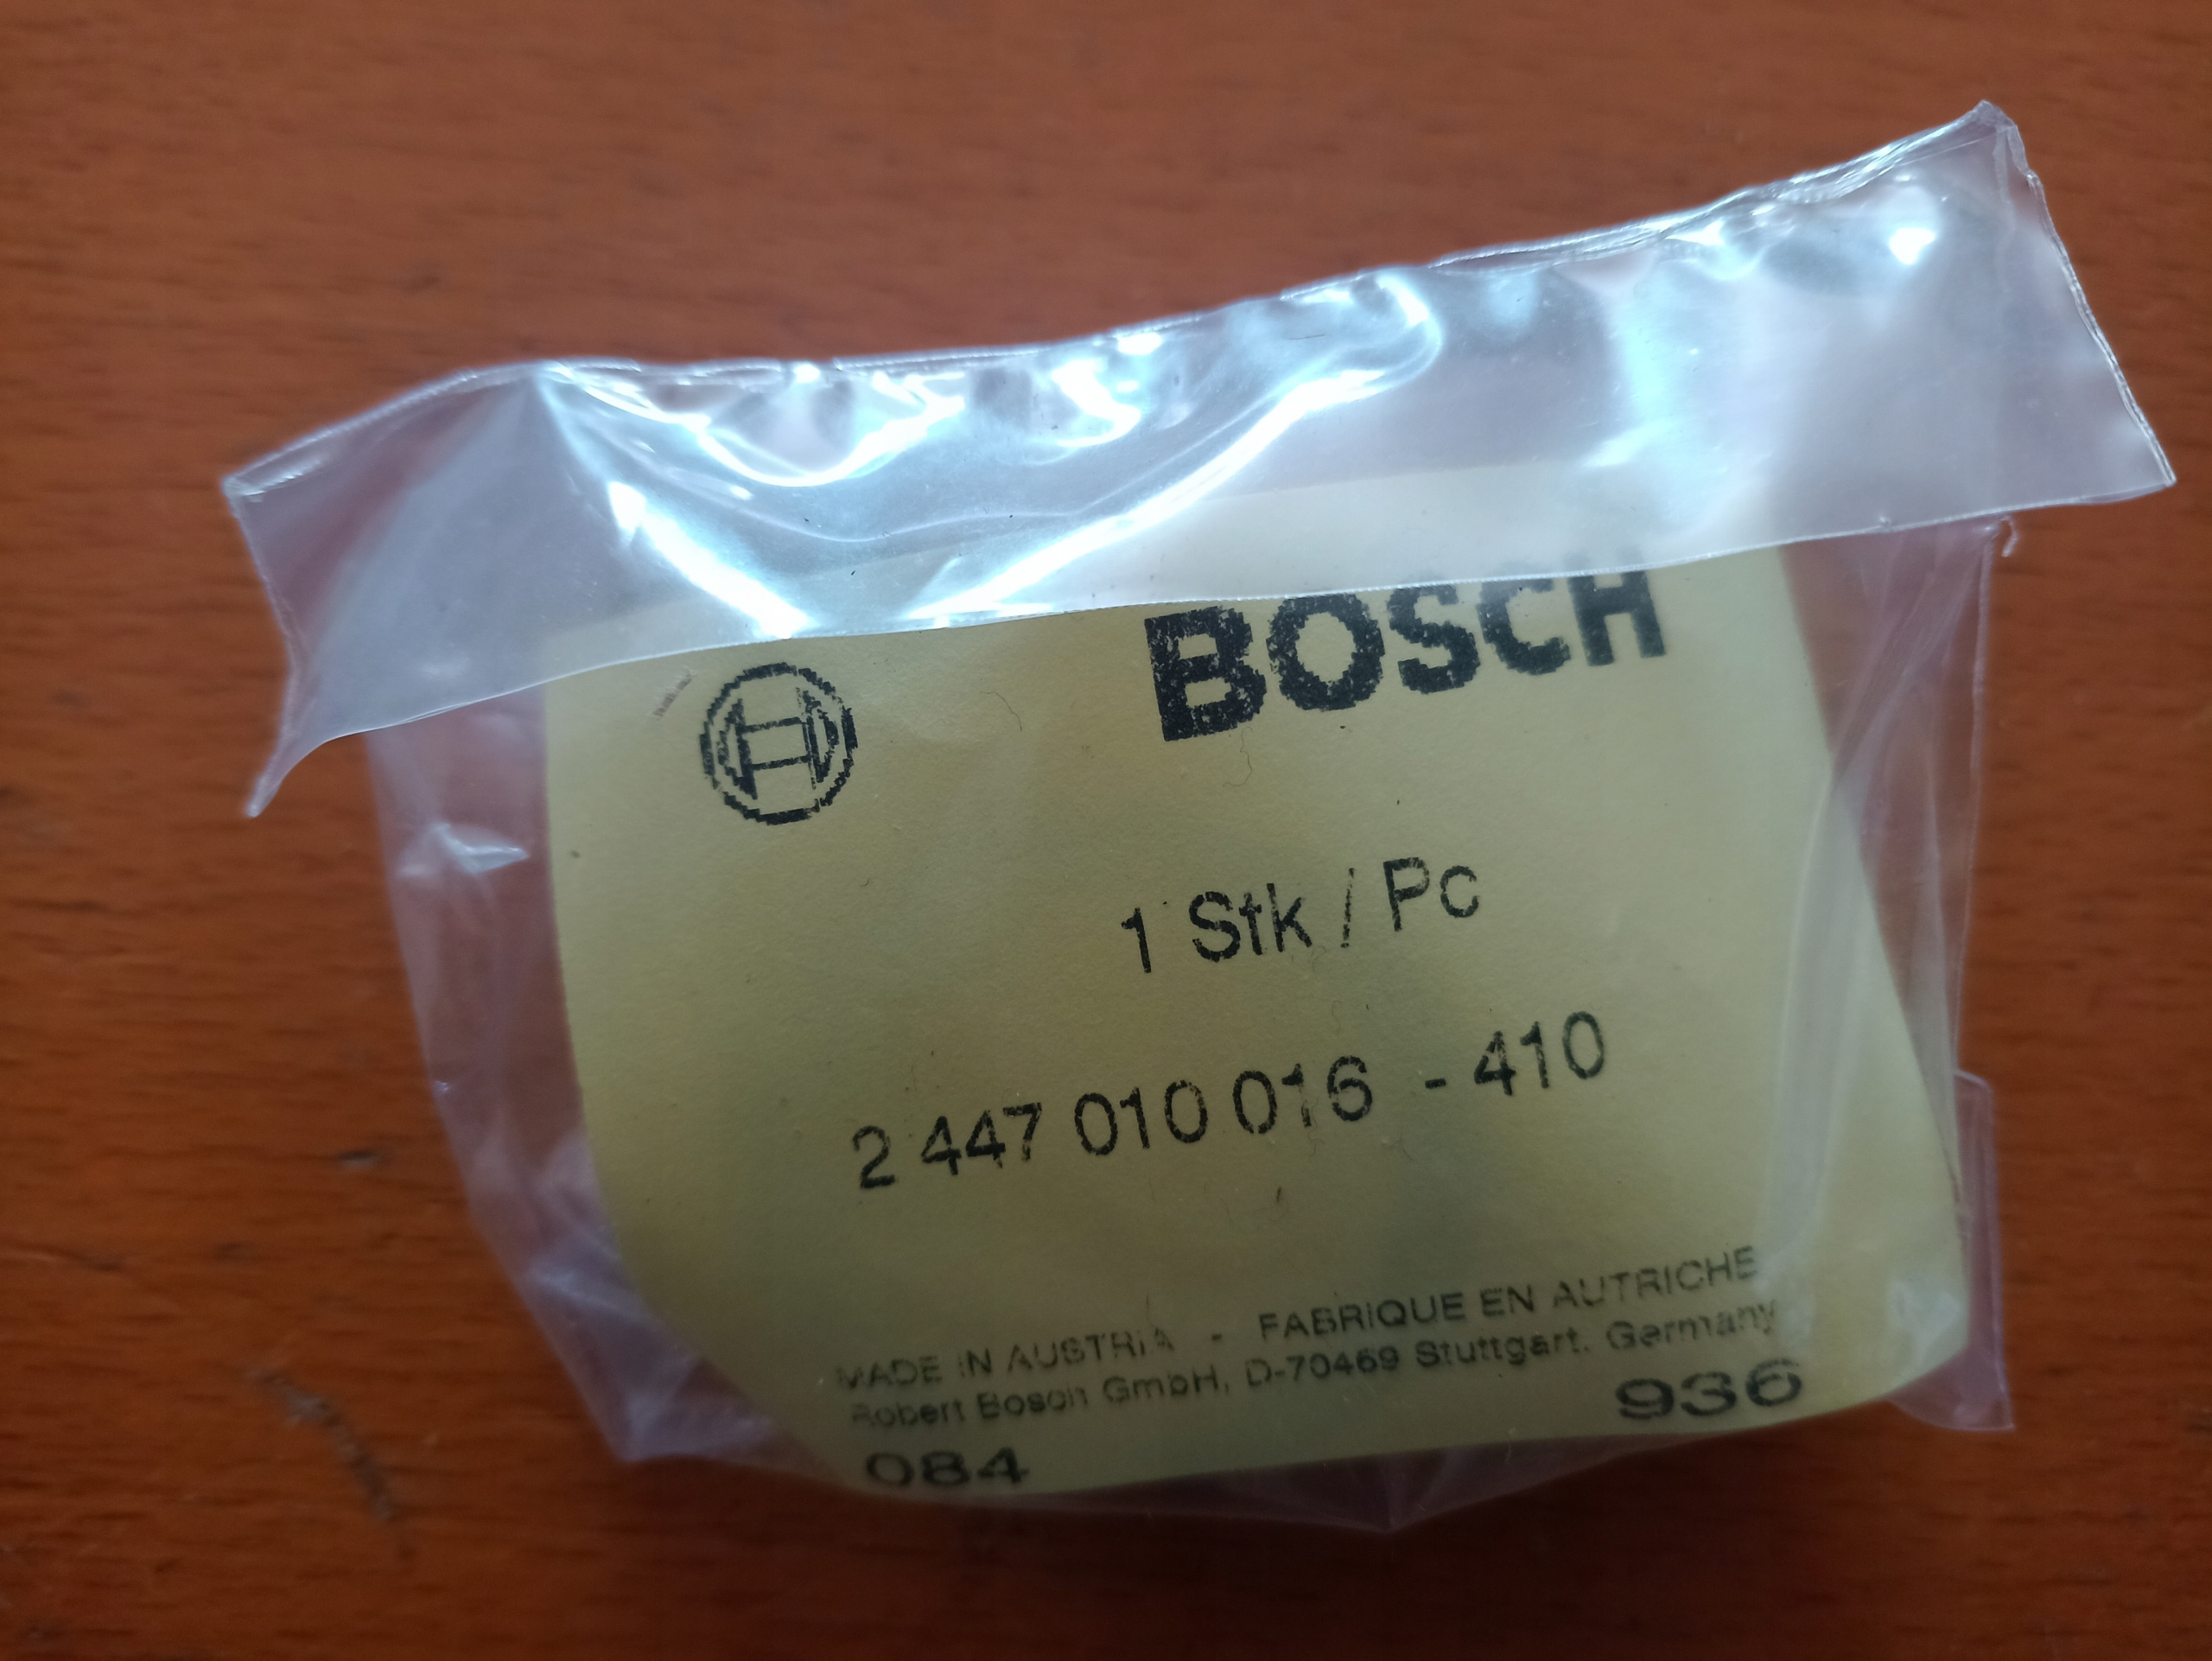 BOSCH
1 Stk / Pc
2 447 010 016 - 410
MADE IN AUSTRIA - FABRIQUE EN AUTRICHE
Robert Bosch GmbH, D-70469 Stuttgart. Germany
084 936